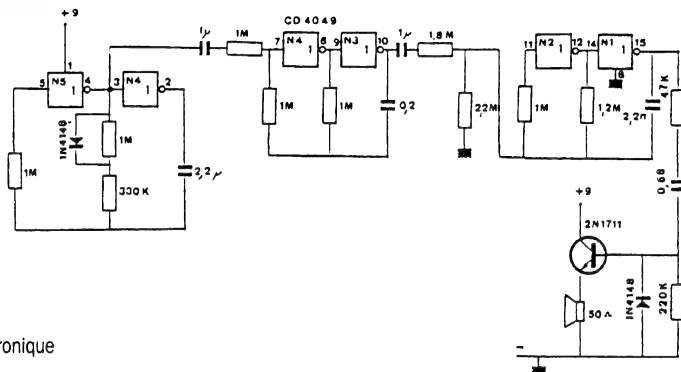 +9
1
5
N5
1
4
3
N4
1
2
1N4148
1M
1M
330K
2,2µ
1µ
1M
CD 4049
7
N4
1
6
9
N3
1
10
1M
1M
0,2
1µ
1,8M
22M
11
N2
1
12
14
N1
1
15
8
1M
1,2M
2,2n
47K
0,68
+9
2N1711
50Ω
1N4148
220K
−
ronique